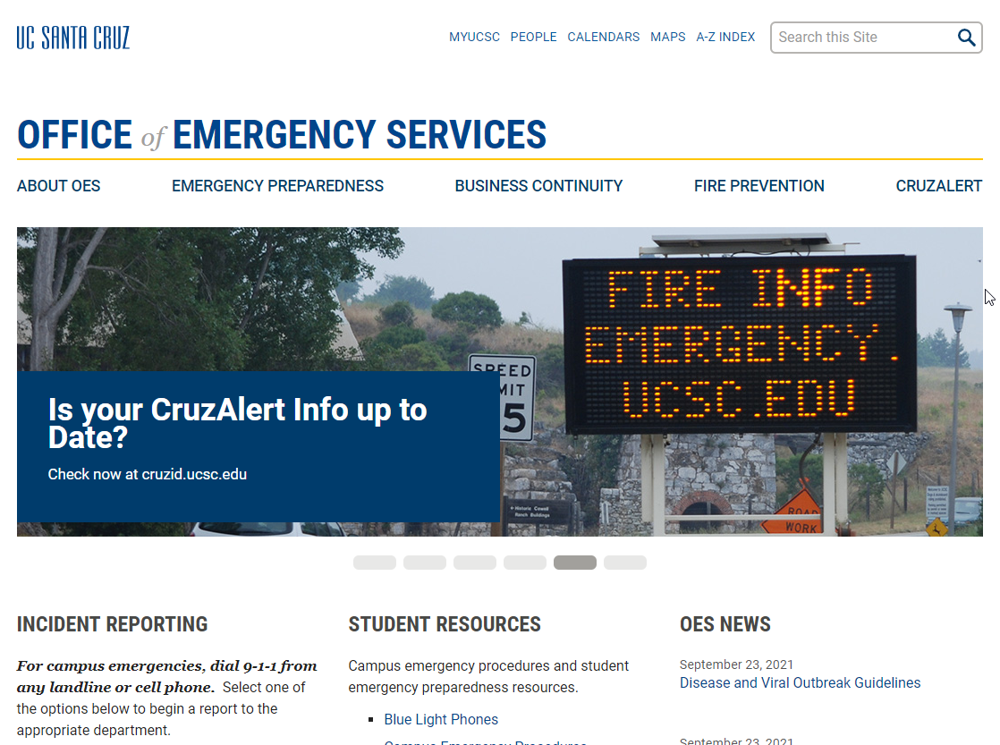 UC SANTA CRUZ
MYUCSC PEOPLE CALENDARS MAPS A-Z INDEX
Search this Site
OFFICE of EMERGENCY SERVICES
ABOUT OES EMERGENCY PREPAREDNESS BUSINESS CONTINUITY FIRE PREVENTION CRUZALERT
FIRE INFO
EMERGENCY.
UCSC.EDU
SPEED
MIT
5
Is your CruzAlert Info up to
Date?
Check now at cruzid.ucsc.edu
Historic Cowell
Ranch Buildings
ROAD
WORK
INCIDENT REPORTING
For campus emergencies, dial 9-1-1 from
any landline or cell phone. Select one of
the options below to begin a report to the
appropriate department.
STUDENT RESOURCES
Campus emergency procedures and student
emergency preparedness resources.
Blue Light Phones
Campus Emergency Procedures
OES NEWS
September 23, 2021
Disease and Viral Outbreak Guidelines
September 23, 2021